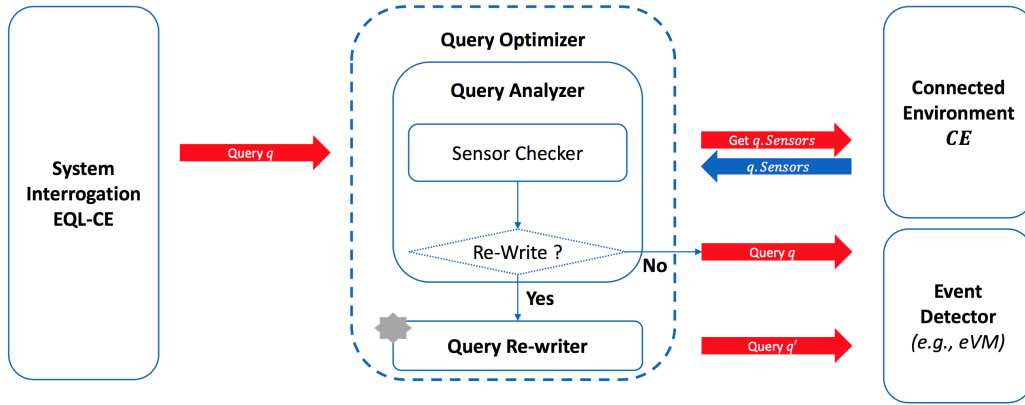 System
Interrogation
EQL-CE
Query q
Query Optimizer
Query Analyzer
Sensor Checker
Re-Write ?
No
Yes
Query Re-writer
Get q.Sensors
q.Sensors
Query q
Query q′
Connected
Environment
CE
Event
Detector
(e.g., eVM)